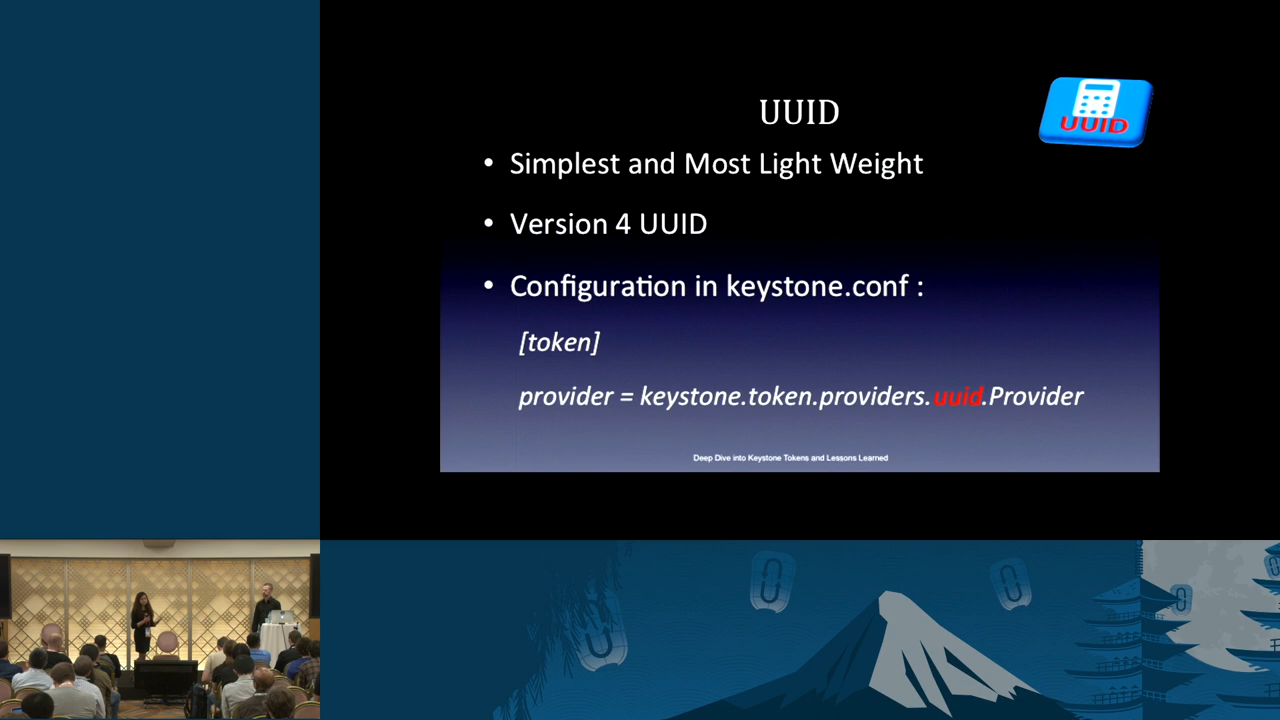 UUID
UUID
• Simplest and Most Light Weight
• Version 4 UUID
• Configuration in keystone.conf :
[token]
provider = keystone.token.providers.uuid.Provider
Deep Dive into Keystone Tokens and Lessons Learned